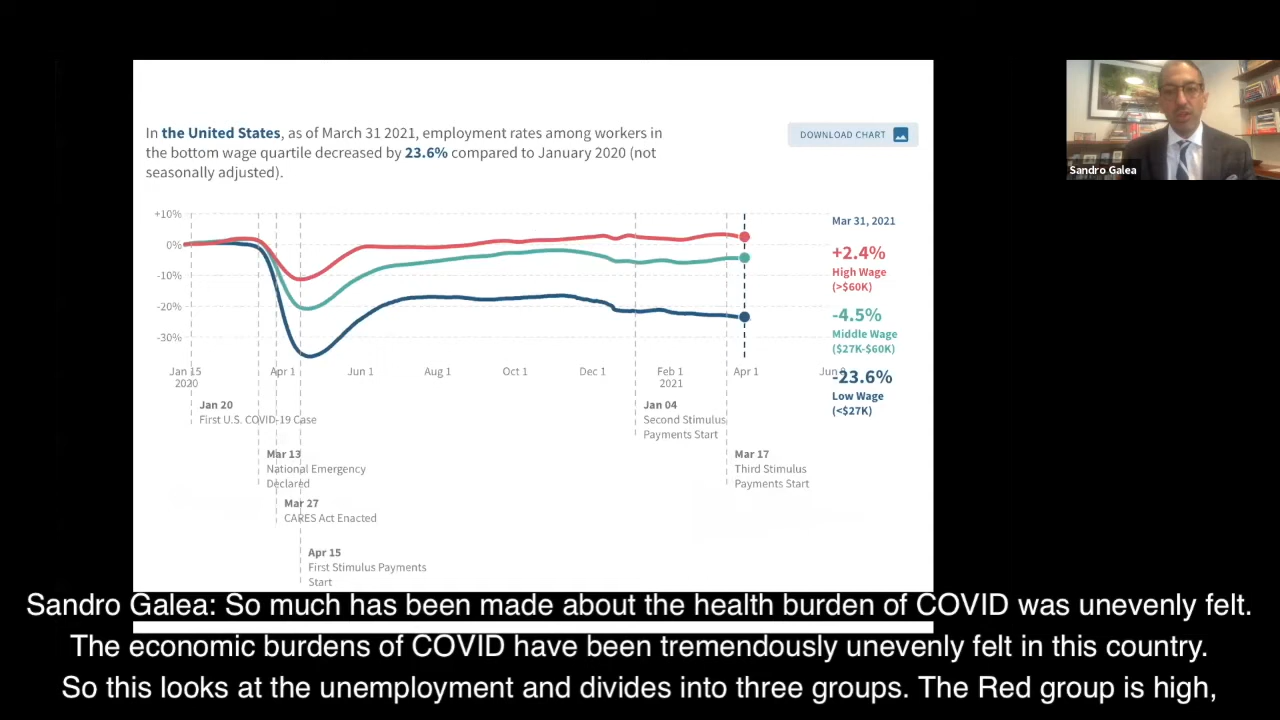 In the United States, as of March 31 2021, employment rates among workers in
the bottom wage quartile decreased by 23.6% compared to January 2020 (not
seasonally adjusted).
DOWNLOAD CHART
Sandro Galea
+10%
0%
-10%
-20%
-30%
Jan 15
2020
Apr 1
Jun 1
Aug 1
Oct 1
Dec 1
Feb 1
2021
Apr 1
Mar 31, 2021
+2.4%
High Wage
(>$60K)
-4.5%
Middle Wage
($27K-$60K)
-23.6%
Low Wage
(<$27K)
Jan 20
First U.S. COVID-19 Case
Mar 13
National Emergency
Declared
Mar 27
CARES Act Enacted
Apr 15
First Stimulus Payments
Start
Jan 04
Second Stimulus
Payments Start
Mar 17
Third Stimulus
Payments Start
Sandro Galea: So much has been made about the health burden of COVID was unevenly felt.
The economic burdens of COVID have been tremendously unevenly felt in this country.
So this looks at the unemployment and divides into three groups. The Red group is high,